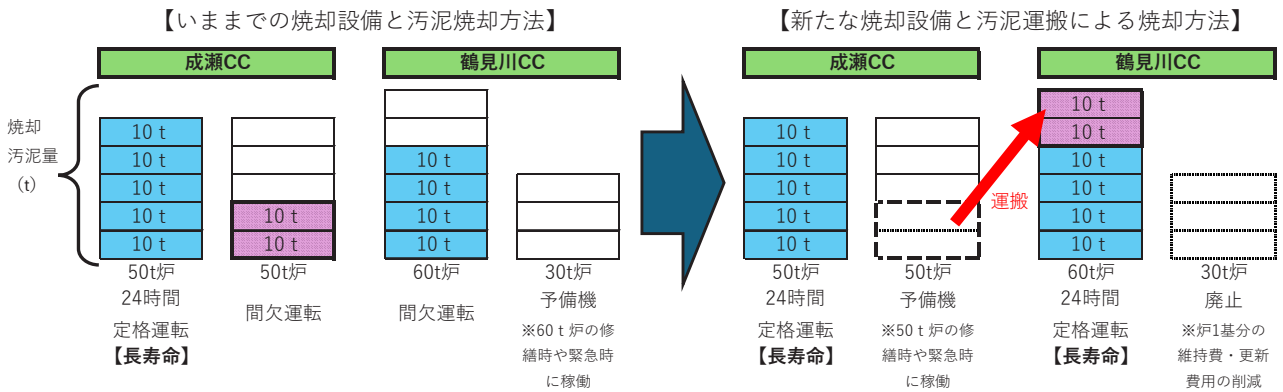 【いままでの焼却設備と汚泥焼却方法】
成瀬CC
鶴見川CC
焼却
汚泥量
（t）
10 t
10 t
10 t
10 t
10 t
10 t
10 t
10 t
10 t
10 t
10 t
50t炉
24時間
定格運転
【長寿命】
50t炉
間欠運転
60t炉
間欠運転
30t炉
予備機
※60 t 炉の修
繕時や緊急時
に稼働
【新たな焼却設備と汚泥運搬による焼却方法】
成瀬CC
鶴見川CC
10 t
10 t
10 t
10 t
10 t
運搬
10 t
10 t
10 t
10 t
10 t
10 t
50t炉
24時間
定格運転
【長寿命】
50t炉
予備機
※50 t 炉の修
繕時や緊急時
に稼働
60t炉
24時間
定格運転
【長寿命】
30t炉
廃止
※炉1基分の
維持費・更新
費用の削減